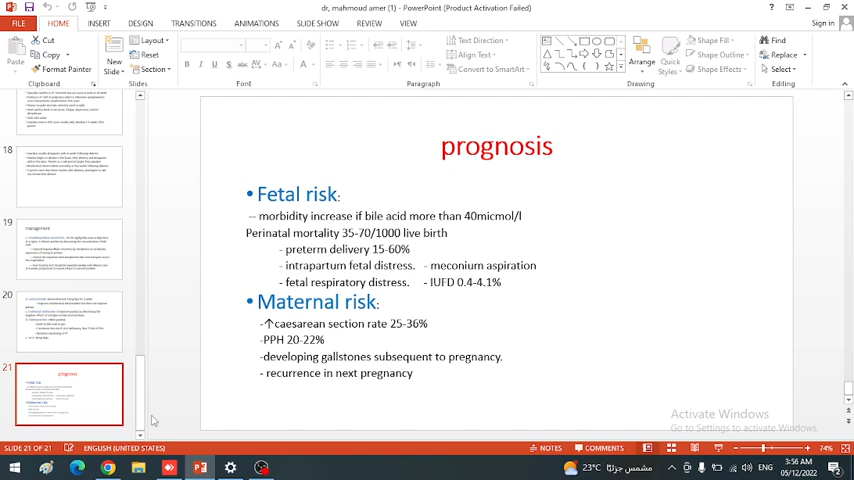 dr, mahmoud amer (1) - PowerPoint (Product Activation Failed)
FILE HOME INSERT DESIGN TRANSITIONS ANIMATIONS SLIDE SHOW REVIEW VIEW Sign in
Paste Cut Copy Format Painter Clipboard
New Slide Layout Reset Section Slides
Font
Text Direction Align Text Convert to SmartArt Paragraph
Arrange Quick Styles Shape Fill Shape Outline Shape Effects Drawing
Find Replace Select Editing
18
19
management
20
21
prognosis
prognosis
• Fetal risk:
-- morbidity increase if bile acid more than 40micmol/l
Perinatal mortality 35-70/1000 live birth
- preterm delivery 15-60%
- intrapartum fetal distress. - meconium aspiration
- fetal respiratory distress. - IUFD 0.4-4.1%
• Maternal risk:
-↑caesarean section rate 25-36%
-PPH 20-22%
-developing gallstones subsequent to pregnancy.
- recurrence in next pregnancy
Activate Windows
Go to Settings to activate Windows.
SLIDE 21 OF 21 ENGLISH (UNITED STATES) NOTES COMMENTS 74%
23°C مشمس جزئيًا ENG 3:56 AM
05/12/2022 2